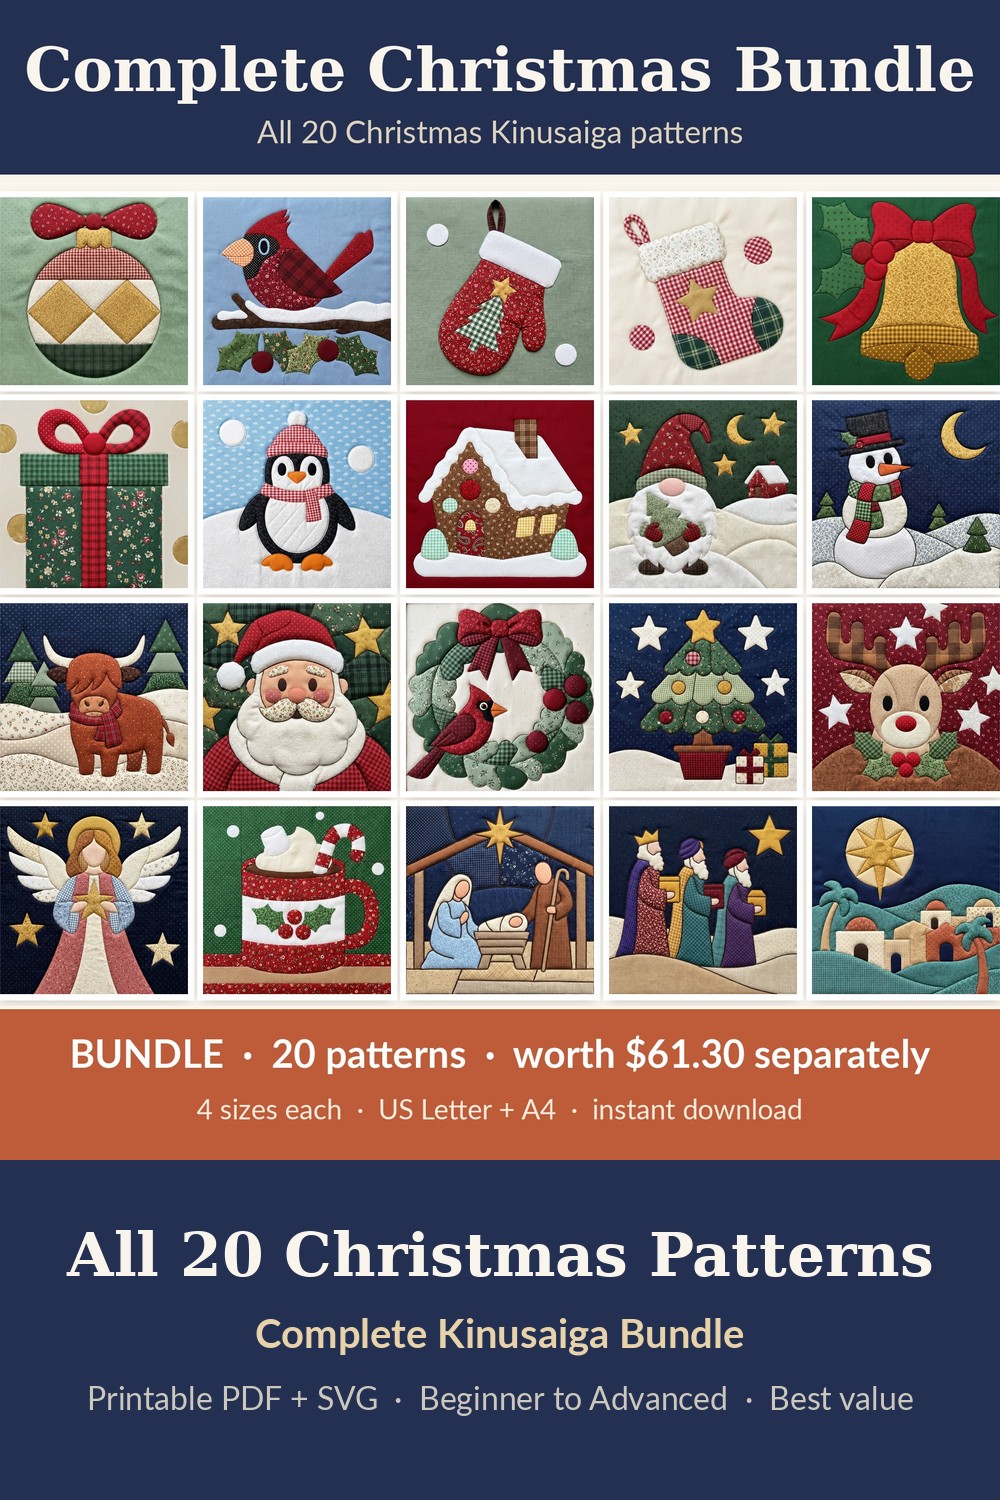 Complete Christmas Bundle
All 20 Christmas Kinusaiga patterns
BUNDLE · 20 patterns · worth $61.30 separately
4 sizes each · US Letter + A4 · instant download
All 20 Christmas Patterns
Complete Kinusaiga Bundle
Printable PDF + SVG · Beginner to Advanced · Best value